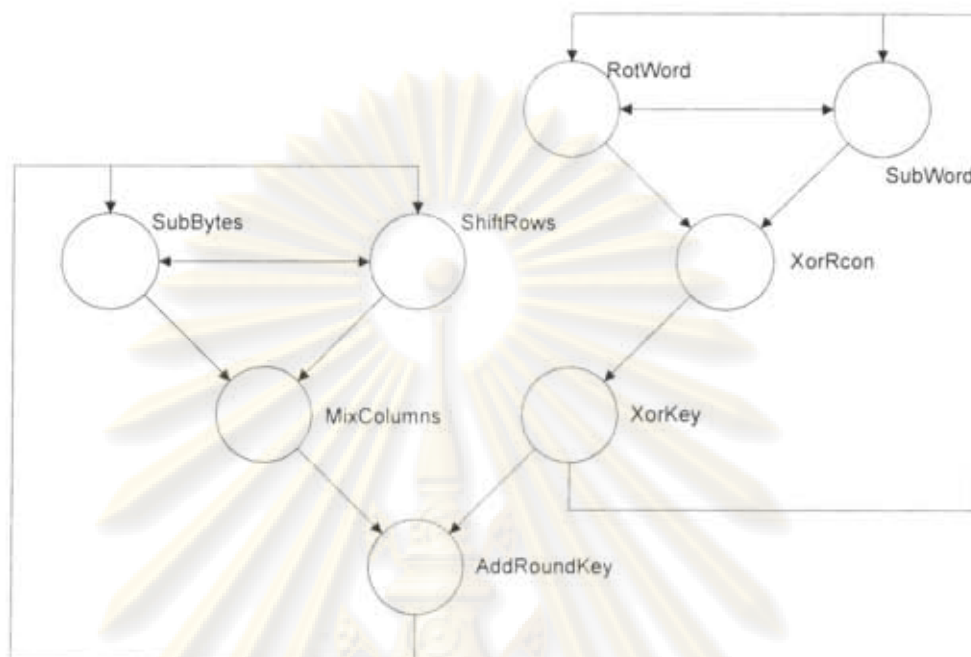 RotWord
SubWord
SubBytes
ShiftRows
XorRcon
MixColumns
XorKey
AddRoundKey